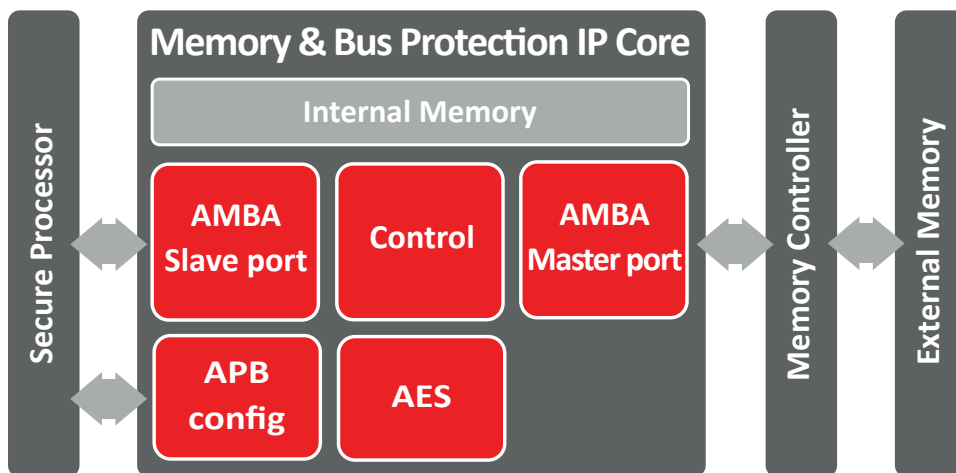 Secure Processor
Memory & Bus Protection IP Core
Internal Memory
AMBA
Slave port
Control
AMBA
Master port
APB
config
AES
Memory Controller
External Memory